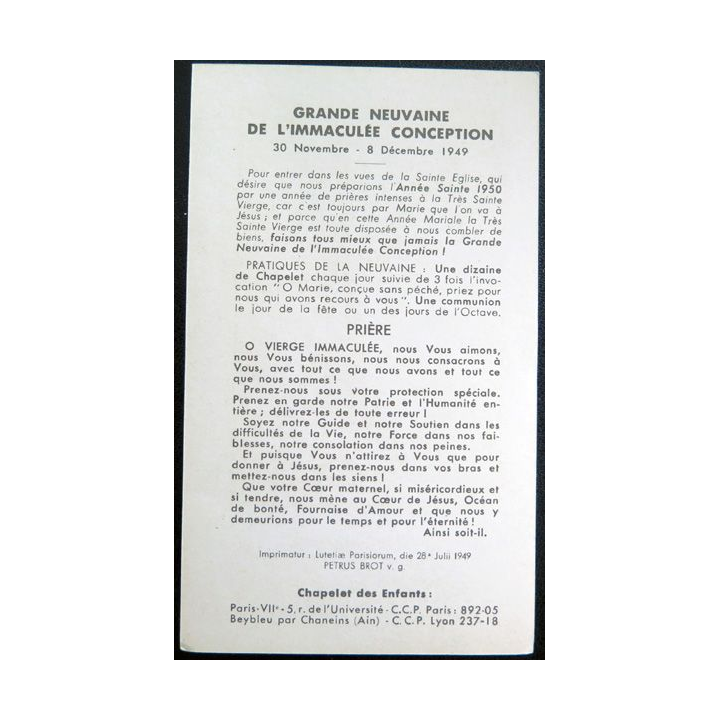 GRANDE NEUVAINE
DE L'IMMACULÉE CONCEPTION
30 Novembre - 8 Décembre 1949
Pour entrer dans les vues de la Sainte Eglise, qui
désire que nous préparions l'Année Sainte 1950
par une année de prières intenses à la Très Sainte
Vierge, car c'est toujours par Marie que l'on va à
Jésus ; et parce qu'en cette Année Mariale la Très
Sainte Vierge est toute disposée à nous combler de
biens, faisons tous mieux que jamais la Grande
Neuvaine de l'Immaculée Conception !
PRATIQUES DE LA NEUVAINE : Une dizaine
de Chapelet chaque jour suivie de 3 fois l'invo-
cation "O Marie, conçue sans péché, priez pour
nous qui avons recours à vous". Une communion
le jour de la fête ou un des jours de l'Octave.
PRIÈRE
O VIERGE IMMACULÉE, nous Vous aimons,
nous Vous bénissons, nous nous consacrons à
Vous, avec tout ce que nous avons et tout ce
que nous sommes !
Prenez-nous sous votre protection spéciale.
Prenez en garde notre Patrie et l'Humanité en-
tière ; délivrez-les de toute erreur !
Soyez notre Guide et notre Soutien dans les
difficultés de la Vie, notre Force dans nos fai-
blesses, notre consolation dans nos peines.
Et puisque Vous n'attirez à Vous que pour
donner à Jésus, prenez-nous dans vos bras et
mettez-nous dans les siens !
Que votre Cœur maternel, si miséricordieux et
si tendre, nous mène au Cœur de Jésus, Océan
de bonté, Fournaise d'Amour et que nous y
demeurions pour le temps et pour l'éternité !
Ainsi soit-il.
Imprimatur : Lutetiæ Parisiorum, die 28ª Julii 1949
PETRUS BROT v. g.
Chapelet des Enfants :
Paris-VIIᵉ - 5, r. de l'Université - C.C.P. Paris : 892-05
Beybleu par Chaneins (Ain) - C. C. P. Lyon 237-18